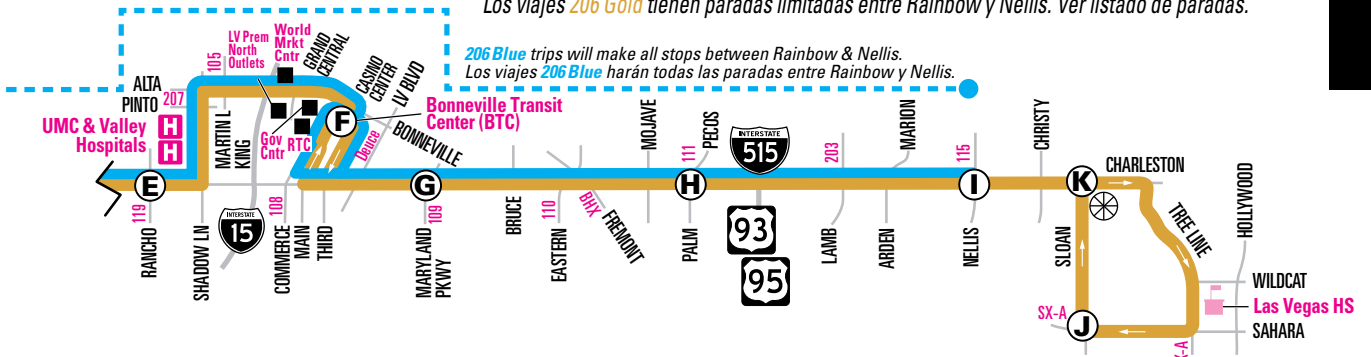 Los viajes 206 Gold tienen paradas limitadas entre Rainbow y Nellis. Ver listado de paradas.
206 Blue trips will make all stops between Rainbow & Nellis.
Los viajes 206 Blue harán todas las paradas entre Rainbow y Nellis.
LV Prem
North
Outlets
World
Mrkt
Cntr
GRAND
CENTRAL
CASINO
CENTER
LV BLVD
105
ALTA
PINTO
207
UMC & Valley
Hospitals
H
H
MARTIN L
KING
Gov
Cntr
RTC
F
Deuce
Bonneville Transit
Center (BTC)
BONNEVILLE
MOJAVE
111
PECOS
INTERSTATE
515
203
MARION
115
CHRISTY
E
G
H
I
K
CHARLESTON
119
RANCHO
SHADOW LN
INTERSTATE
15
108
COMMERCE
MAIN
THIRD
109
MARYLAND
PKWY
BRUCE
110
EASTERN
BHX
FREMONT
PALM
93
95
LAMB
ARDEN
NELLIS
SLOAN
TREE LINE
HOLLYWOOD
WILDCAT
Las Vegas HS
SAHARA
SX-A
J
X-A